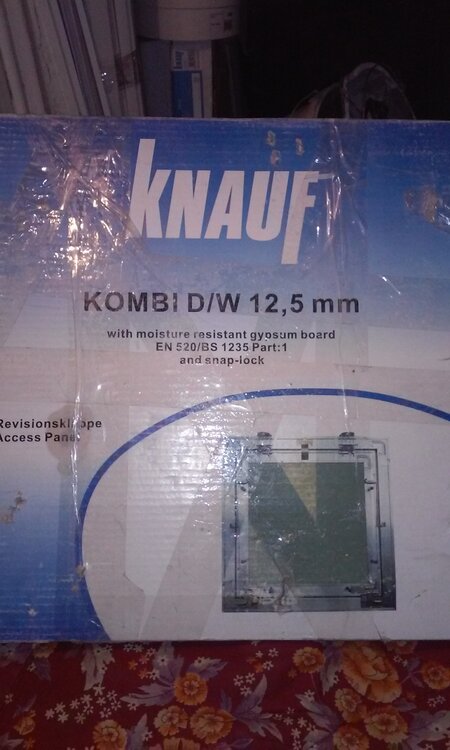 KNAUF
KOMBI D/W 12,5 mm
with moisture resistant gypsum board
EN 520/BS 1235 Part:1
and snap-lock
Revisionsklappe
Access Panel